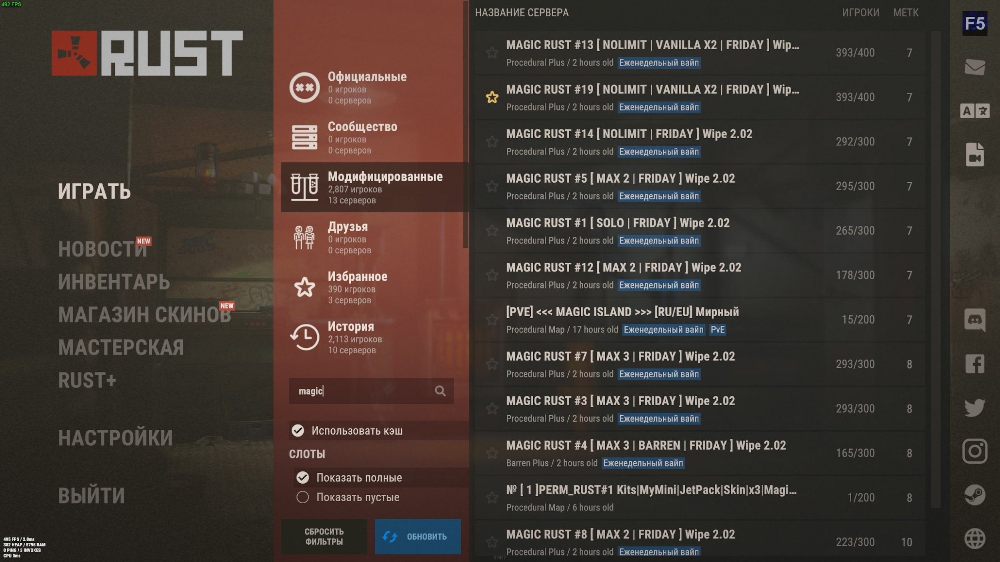 492 FPS
RUST
ИГРАТЬ
НОВОСТИ NEW
ИНВЕНТАРЬ
МАГАЗИН СКИНОВ NEW
МАСТЕРСКАЯ
RUST+
НАСТРОЙКИ
ВЫЙТИ
495 FPS / 2.0ms
382 HEAP / 5795 RAM
0 PING / 3 INVOKES
CPU 0ms
Официальные
0 игроков
0 серверов
Сообщество
0 игроков
0 серверов
Модифицированные
2,807 игроков
13 серверов
Друзья
0 игроков
0 серверов
Избранное
390 игроков
3 серверов
История
2,113 игроков
10 серверов
magic
Использовать кэш
СЛОТЫ
Показать полные
Показать пустые
СБРОСИТЬ
ФИЛЬТРЫ
ОБНОВИТЬ
НАЗВАНИЕ СЕРВЕРА ИГРОКИ МЕТК
MAGIC RUST #13 [ NOLIMIT | VANILLA X2 | FRIDAY ] Wip... 393/400 7
Procedural Plus / 2 hours old Еженедельный вайп
MAGIC RUST #19 [ NOLIMIT | VANILLA X2 | FRIDAY ] Wip... 393/400 7
Procedural Plus / 2 hours old Еженедельный вайп
MAGIC RUST #14 [ NOLIMIT | FRIDAY ] Wipe 2.02 292/300 7
Procedural Plus / 2 hours old Еженедельный вайп
MAGIC RUST #5 [ MAX 2 | FRIDAY ] Wipe 2.02 295/300 7
Procedural Plus / 2 hours old Еженедельный вайп
MAGIC RUST #1 [ SOLO | FRIDAY ] Wipe 2.02 265/300 7
Procedural Plus / 2 hours old Еженедельный вайп
MAGIC RUST #12 [ MAX 2 | FRIDAY ] Wipe 2.02 178/300 7
Procedural Plus / 2 hours old Еженедельный вайп
[PVE] <<< MAGIC ISLAND >>> [RU/EU] Мирный 15/200 7
Procedural Map / 17 hours old Еженедельный вайп PvE
MAGIC RUST #7 [ MAX 3 | FRIDAY ] Wipe 2.02 293/300 8
Procedural Plus / 2 hours old Еженедельный вайп
MAGIC RUST #3 [ MAX 3 | FRIDAY ] Wipe 2.02 293/300 8
Procedural Plus / 2 hours old Еженедельный вайп
MAGIC RUST #4 [ MAX 3 | BARREN | FRIDAY ] Wipe 2.02 165/300 8
Barren Plus / 2 hours old Еженедельный вайп
№ [ 1 ]PERM_RUST#1 Kits|MyMini|JetPack|Skin|x3|Magi... 1/200 8
Procedural Map / 6 hours old
MAGIC RUST #8 [ MAX 2 | FRIDAY ] Wipe 2.02 223/300 10
Procedural Plus / 2 hours old Еженедельный вайп
92467
F5
A 文